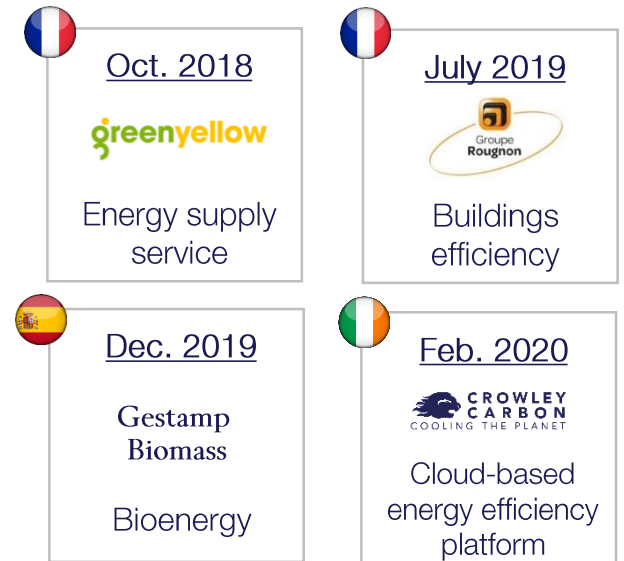 Oct. 2018
greenyellow
Energy supply
service
July 2019
Groupe
Rougnon
Buildings
efficiency
Dec. 2019
Gestamp
Biomass
Bioenergy
Feb. 2020
CROWLEY
CARBON
COOLING THE PLANET
Cloud-based
energy efficiency
platform